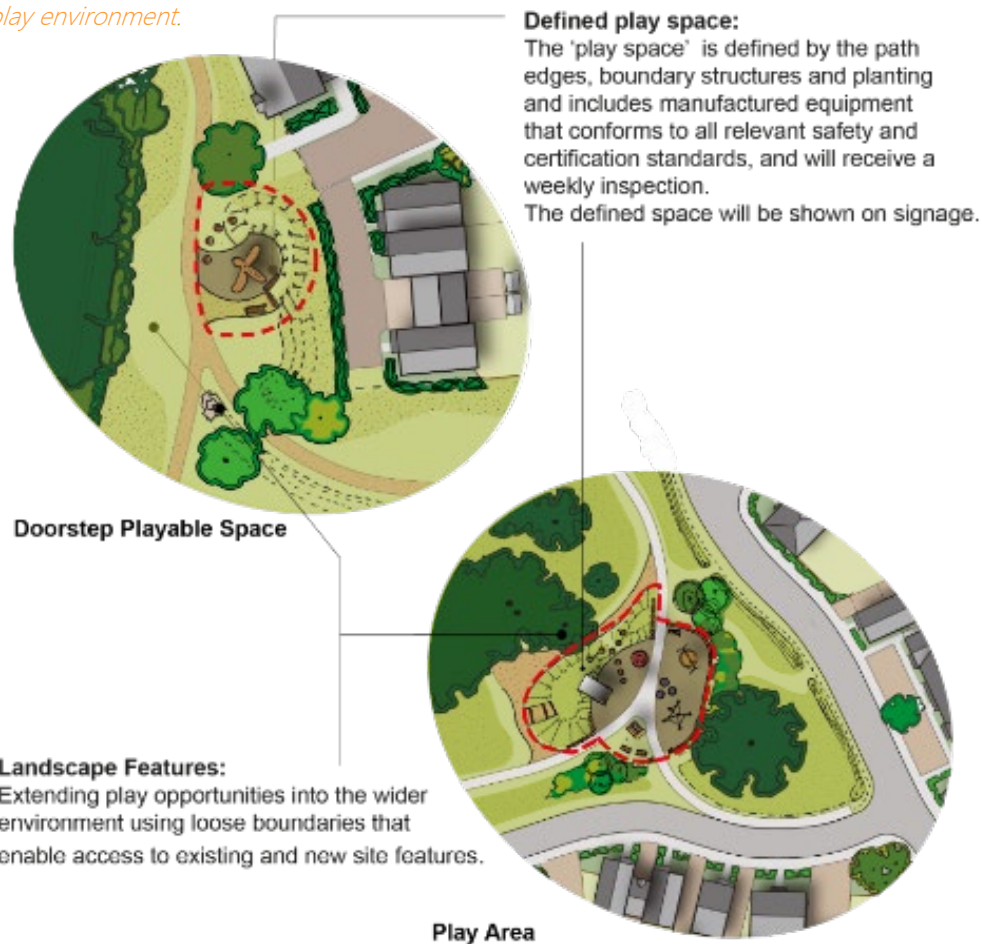 play environment.
Defined play space:
The 'play space' is defined by the path
edges, boundary structures and planting
and includes manufactured equipment
that conforms to all relevant safety and
certification standards, and will receive a
weekly inspection.
The defined space will be shown on signage.
Doorstep Playable Space
Landscape Features:
Extending play opportunities into the wider
environment using loose boundaries that
enable access to existing and new site features.
Play Area